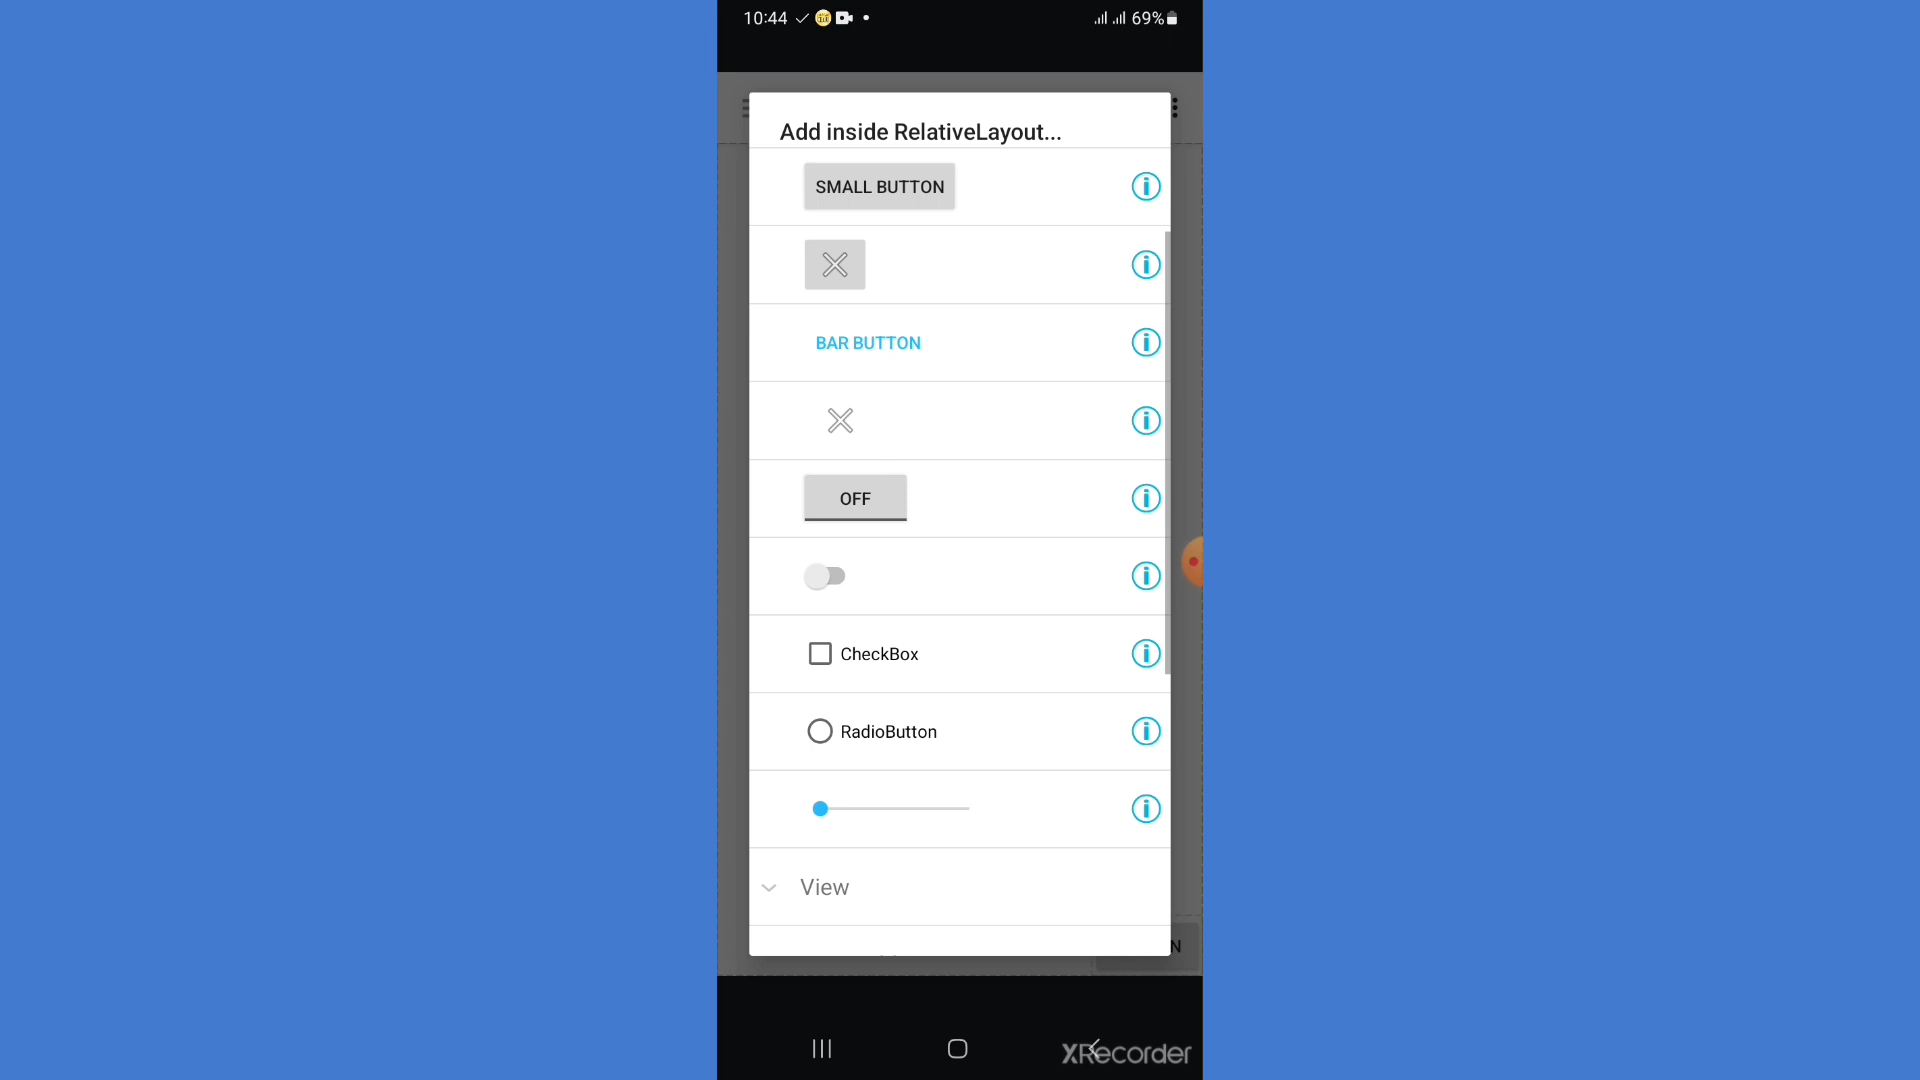 10:44
69%
Add inside RelativeLayout...
SMALL BUTTON
BAR BUTTON
OFF
CheckBox
RadioButton
View
N
XRecorder